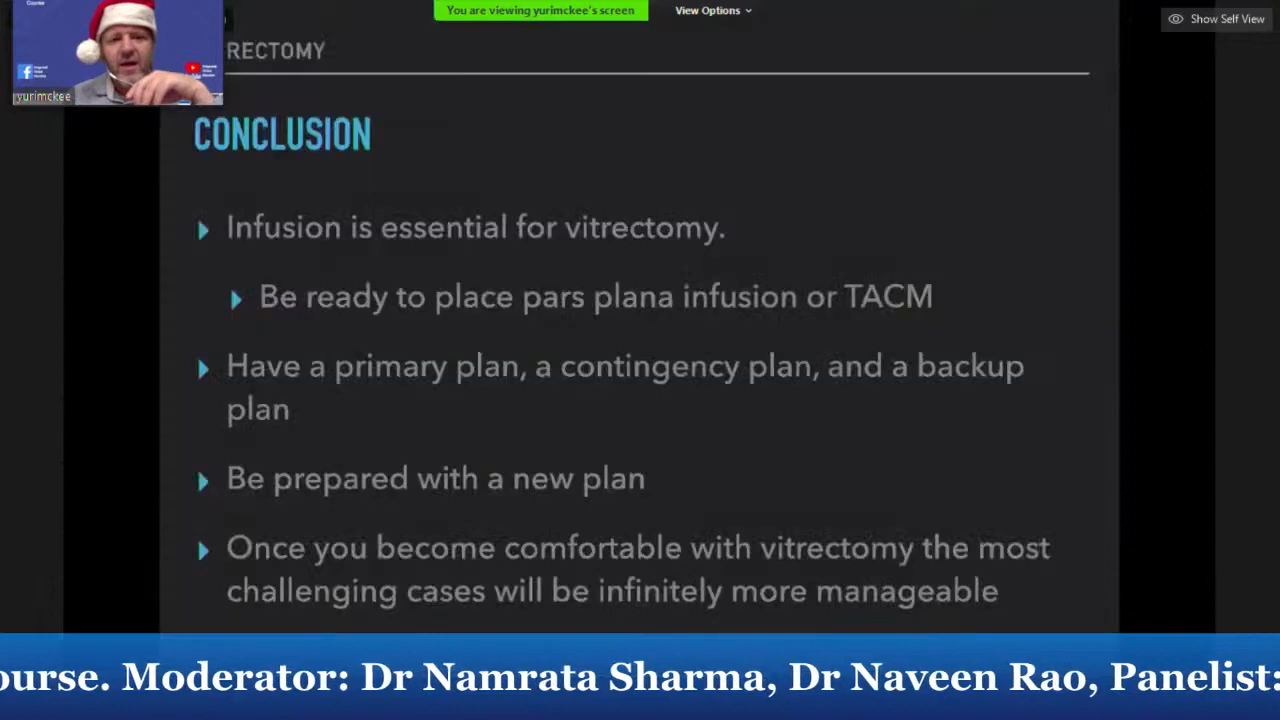 You are viewing yurimckee's screen
View Options
Show Self View
yurimckee
RECTOMY
CONCLUSION
Infusion is essential for vitrectomy.
Be ready to place pars plana infusion or TACM
Have a primary plan, a contingency plan, and a backup
plan
Be prepared with a new plan
Once you become comfortable with vitrectomy the most
challenging cases will be infinitely more manageable
ourse. Moderator: Dr Namrata Sharma, Dr Naveen Rao, Panelist: